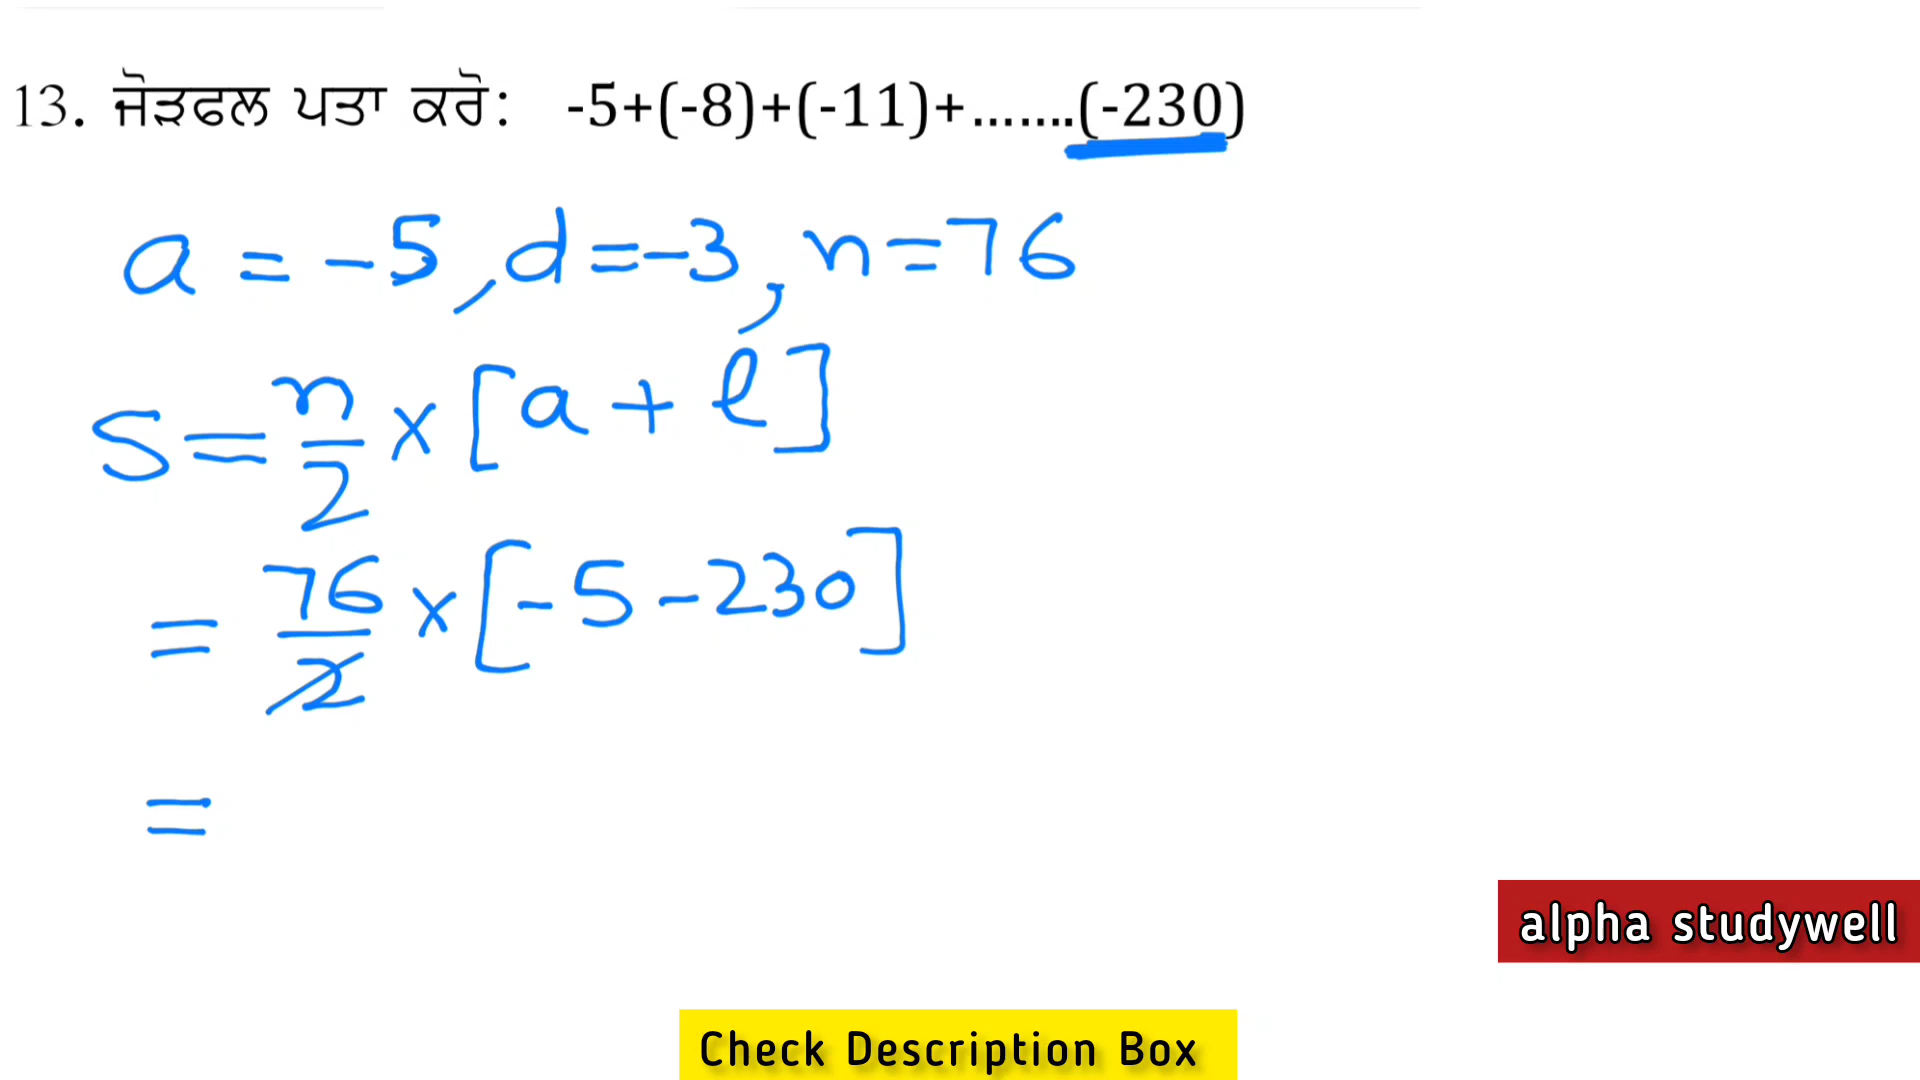 13. ਜੋੜਫਲ ਪਤਾ ਕਰੋ: -5+(-8)+(-11)+.......(-230)
a = -5, d=-3, n=76
S = n/2 × [a + l]
= 76/2 × [-5-230]
=
alpha studywell
Check Description Box